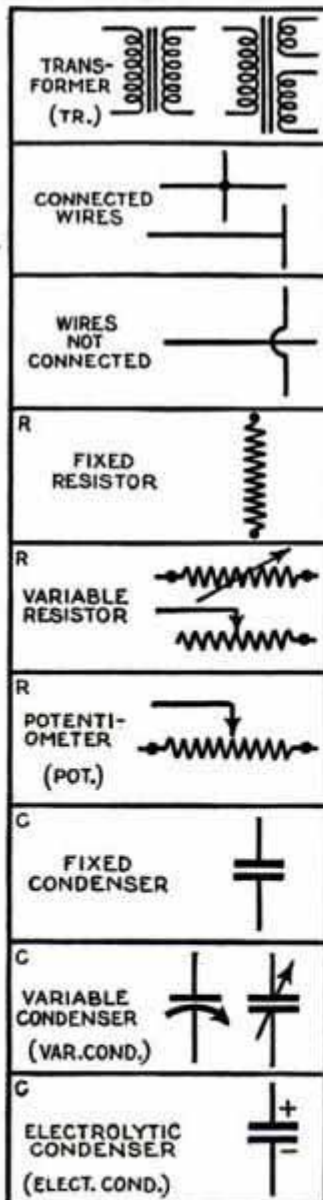 TRANS-
FORMER
(TR.)
CONNECTED
WIRES
WIRES
NOT
CONNECTED
R
FIXED
RESISTOR
R
VARIABLE
RESISTOR
R
POTENTI-
OMETER
(POT.)
C
FIXED
CONDENSER
C
VARIABLE
CONDENSER
(VAR.COND.)
C
+
ELECTROLYTIC
−
CONDENSER
(ELECT. COND.)